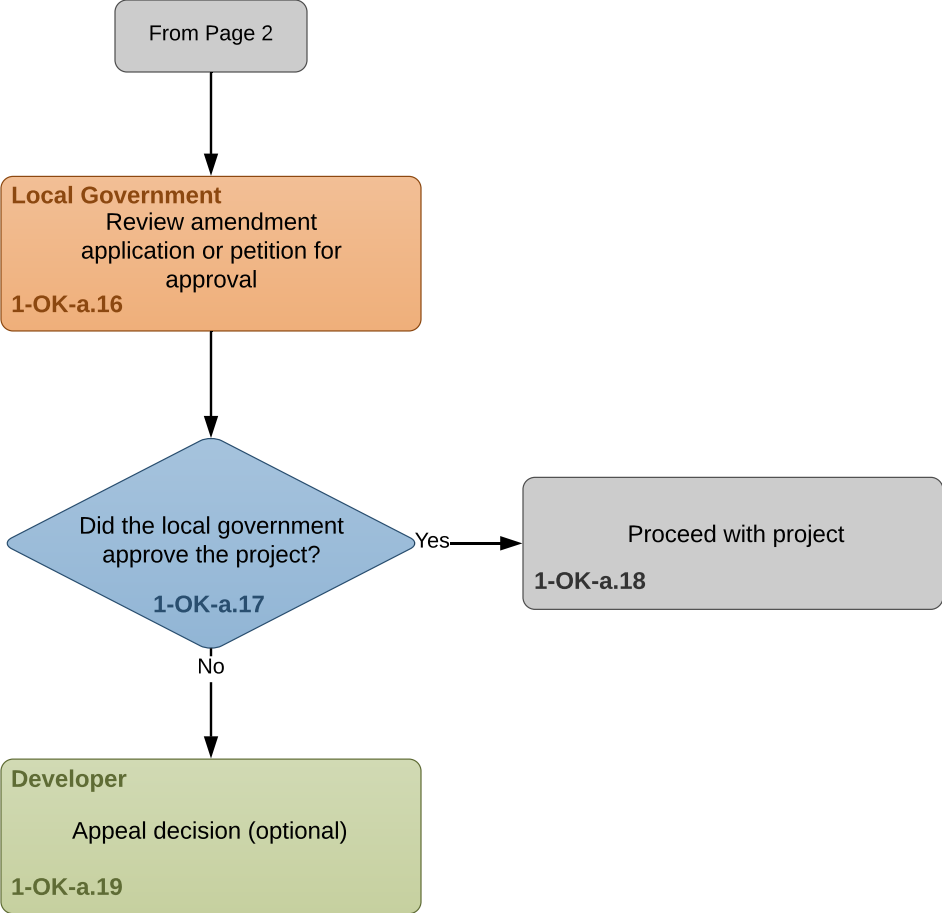 From Page 2
Local Government
Review amendment
application or petition for
approval
1-OK-a.16
Did the local government
approve the project?
1-OK-a.17
Yes
Proceed with project
1-OK-a.18
No
Developer
Appeal decision (optional)
1-OK-a.19